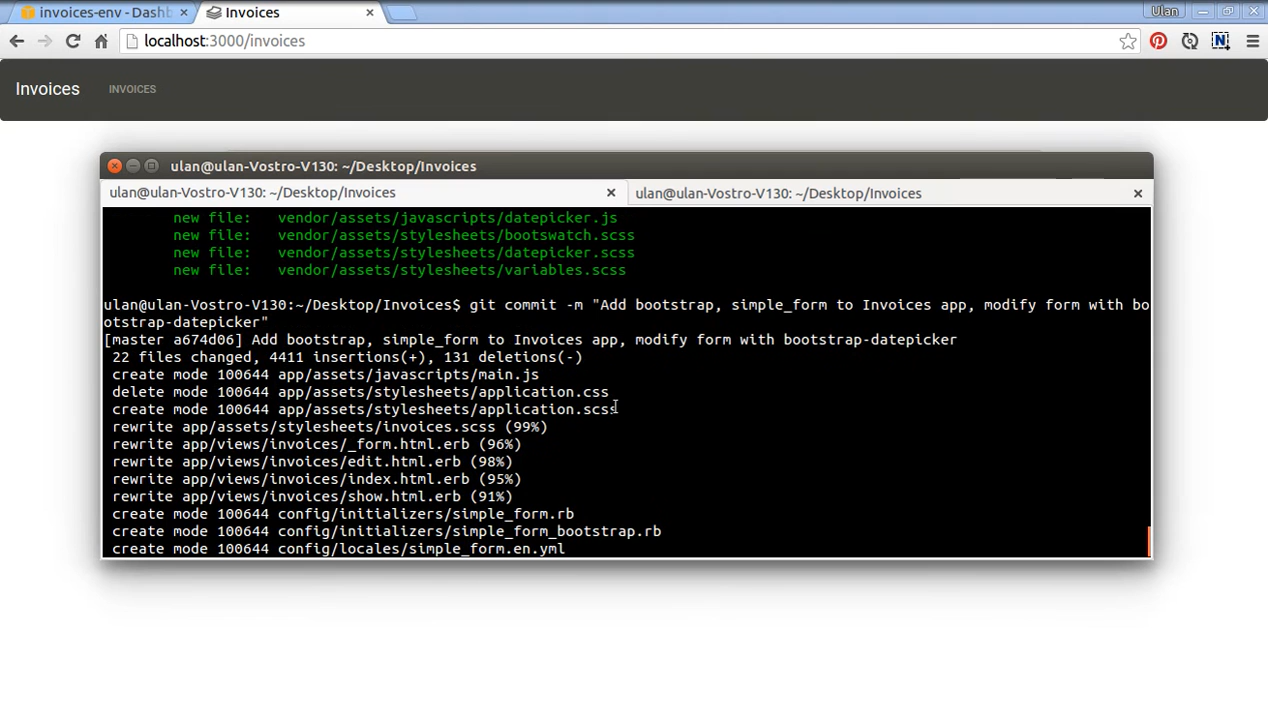 invoices-env - Dashb
Invoices
Ulan
localhost:3000/invoices
Invoices INVOICES
ulan@ulan-Vostro-V130: ~/Desktop/Invoices
ulan@ulan-Vostro-V130: ~/Desktop/Invoices
ulan@ulan-Vostro-V130: ~/Desktop/Invoices
new file:   vendor/assets/javascripts/datepicker.js
new file:   vendor/assets/stylesheets/bootswatch.scss
new file:   vendor/assets/stylesheets/datepicker.scss
new file:   vendor/assets/stylesheets/variables.scss
ulan@ulan-Vostro-V130:~/Desktop/Invoices$ git commit -m "Add bootstrap, simple_form to Invoices app, modify form with bo
otstrap-datepicker"
[master a674d06] Add bootstrap, simple_form to Invoices app, modify form with bootstrap-datepicker
22 files changed, 4411 insertions(+), 131 deletions(-)
create mode 100644 app/assets/javascripts/main.js
delete mode 100644 app/assets/stylesheets/application.css
create mode 100644 app/assets/stylesheets/application.scss
rewrite app/assets/stylesheets/invoices.scss (99%)
rewrite app/views/invoices/_form.html.erb (96%)
rewrite app/views/invoices/edit.html.erb (98%)
rewrite app/views/invoices/index.html.erb (95%)
rewrite app/views/invoices/show.html.erb (91%)
create mode 100644 config/initializers/simple_form.rb
create mode 100644 config/initializers/simple_form_bootstrap.rb
create mode 100644 config/locales/simple_form.en.yml